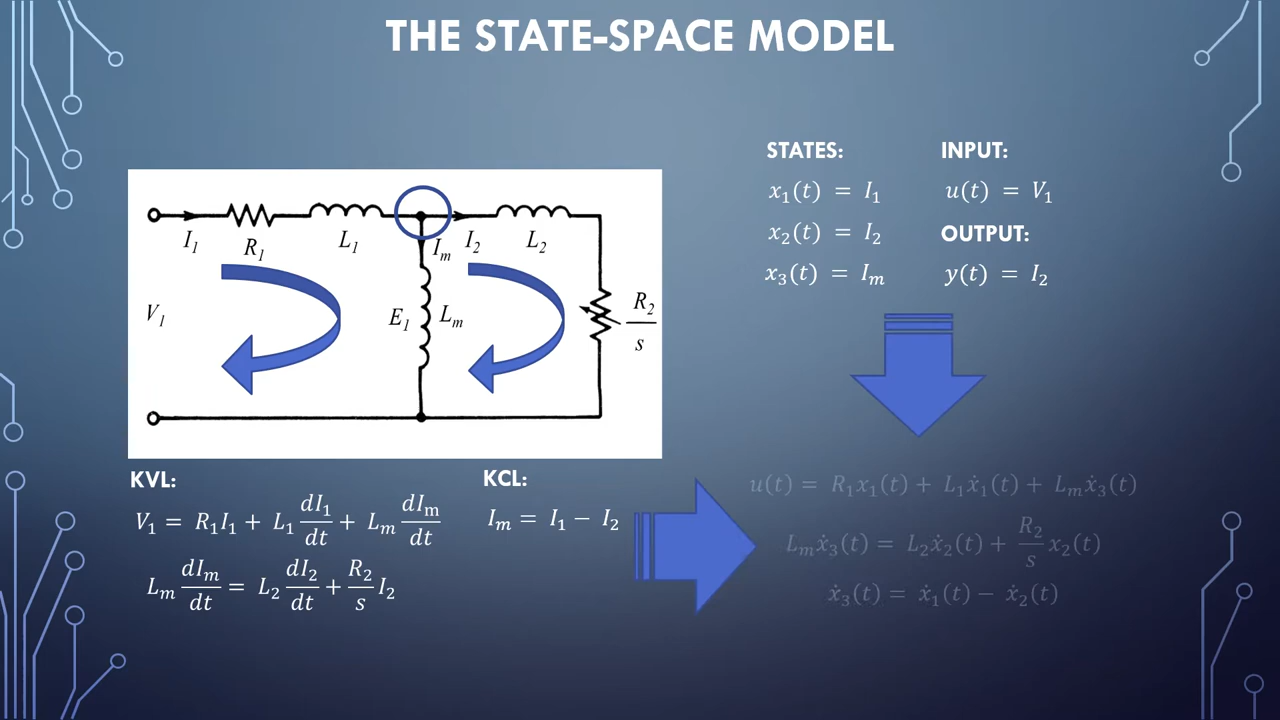 THE STATE-SPACE MODEL
STATES:
x₁(t) = I₁
x₂(t) = I₂
x₃(t) = Iₘ
INPUT:
u(t) = V₁
OUTPUT:
y(t) = I₂
I₁ R₁ L₁ Iₘ I₂ L₂
V₁ E₁ Lₘ R₂/s
KVL:
V₁ = R₁I₁ + L₁ dI₁/dt + Lₘ dIₘ/dt
Lₘ dIₘ/dt = L₂ dI₂/dt + R₂/s I₂
KCL:
Iₘ = I₁ − I₂
u(t) = R₁x₁(t) + L₁ẋ₁(t) + Lₘẋ₃(t)
Lₘẋ₃(t) = L₂ẋ₂(t) + R₂/s x₂(t)
ẋ₃(t) = ẋ₁(t) − ẋ₂(t)